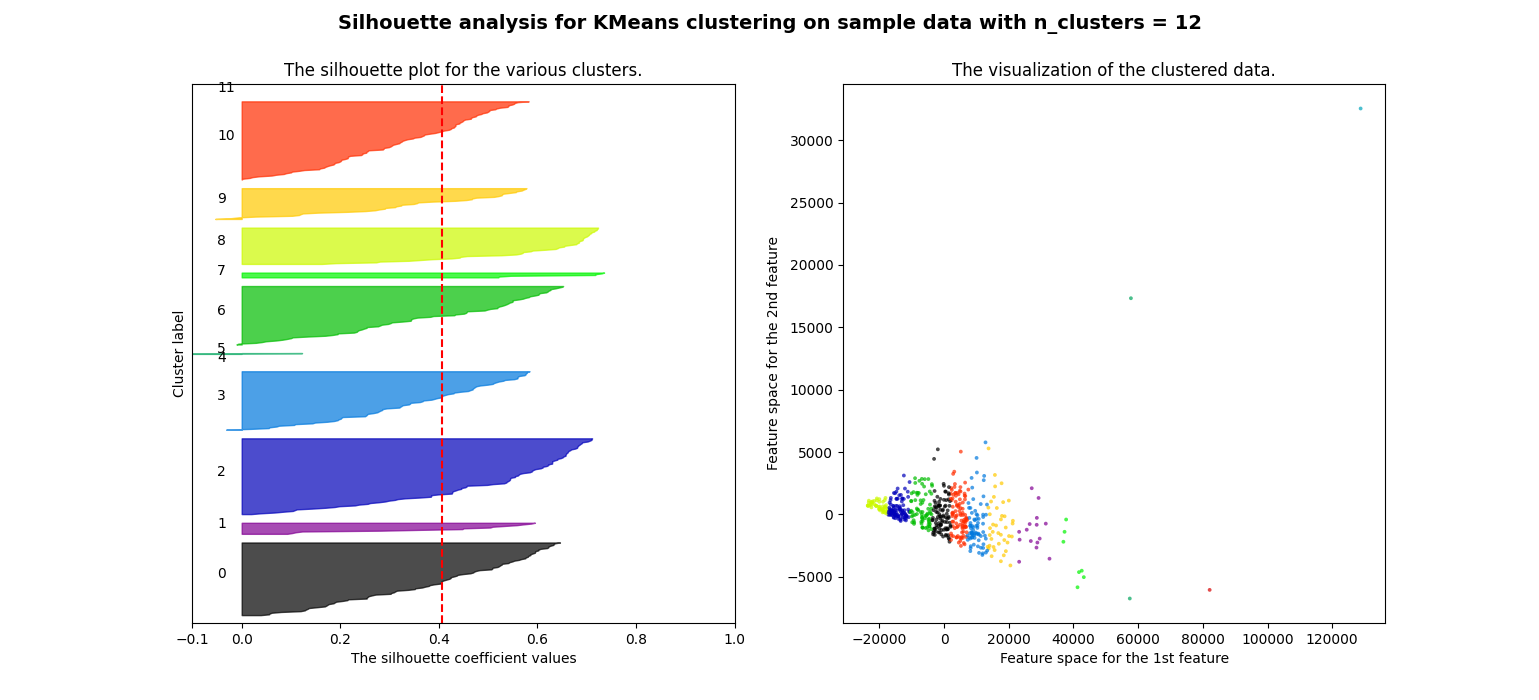 Silhouette analysis for KMeans clustering on sample data with n_clusters = 12
The silhouette plot for the various clusters.
11
10
9
8
7
6
5
4
3
2
1
0
Cluster label
−0.1 0.0 0.2 0.4 0.6 0.8 1.0
The silhouette coefficient values
The visualization of the clustered data.
30000
25000
20000
15000
10000
5000
0
−5000
Feature space for the 2nd feature
−20000 0 20000 40000 60000 80000 100000 120000
Feature space for the 1st feature